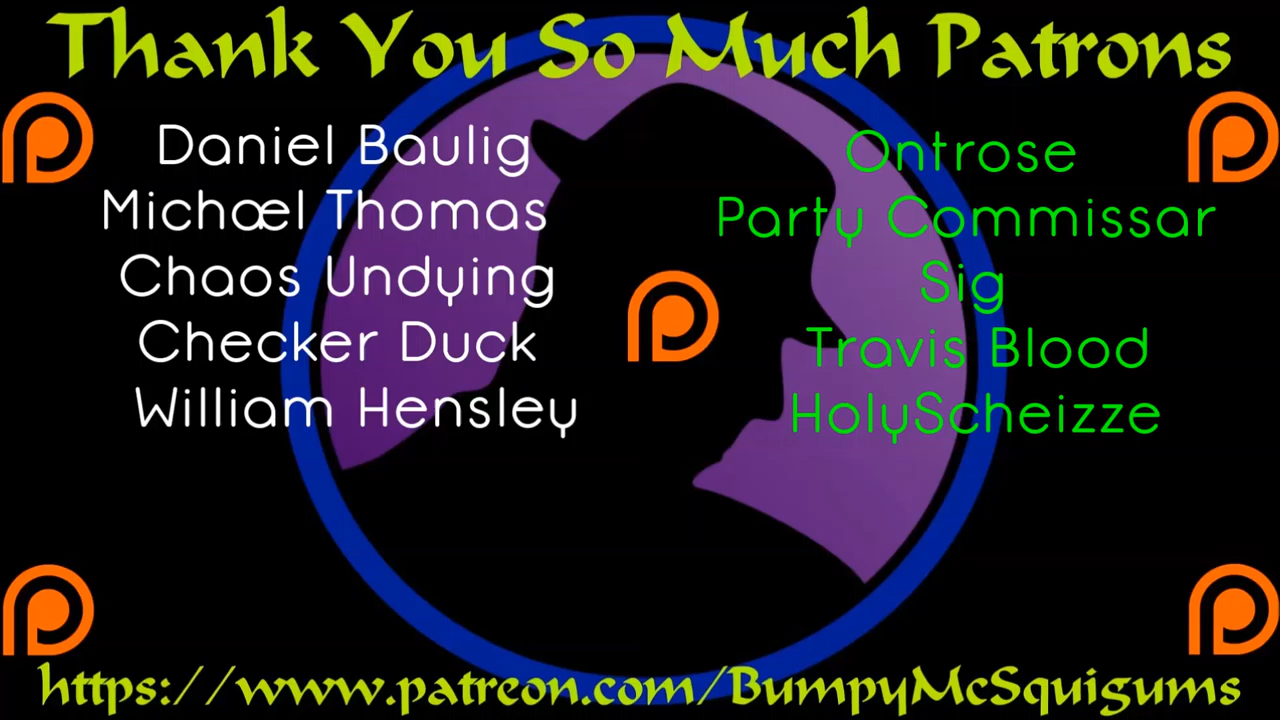 Thank You So Much Patrons
Daniel Baulig
Michael Thomas
Chaos Undying
Checker Duck
William Hensley
Ontrose
Party Commissar
Sig
Travis Blood
HolyScheizze
https://www.patreon.com/BumpyMcSquigums